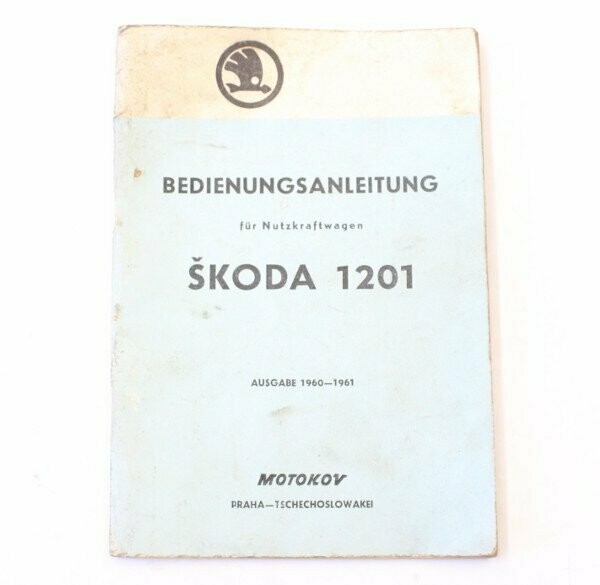 BEDIENUNGSANLEITUNG
für Nutzkraftwagen
ŠKODA 1201
AUSGABE 1960—1961
MOTOKOV
PRAHA—TSCHECHOSLOWAKEI